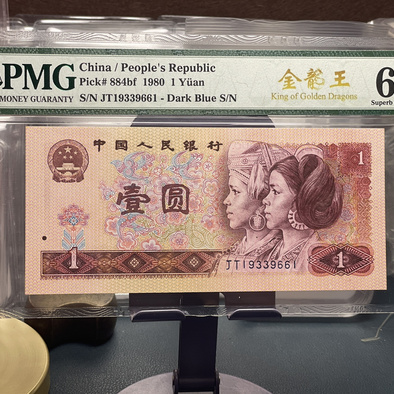 PMG
MONEY GUARANTY
China / People's Republic
Pick# 884bf 1980 1 Yüan
S/N JT19339661 - Dark Blue S/N
金龍王
King of Golden Dragons
6
Superb
中国人民银行
1
壹圆
1
JT19339661
1